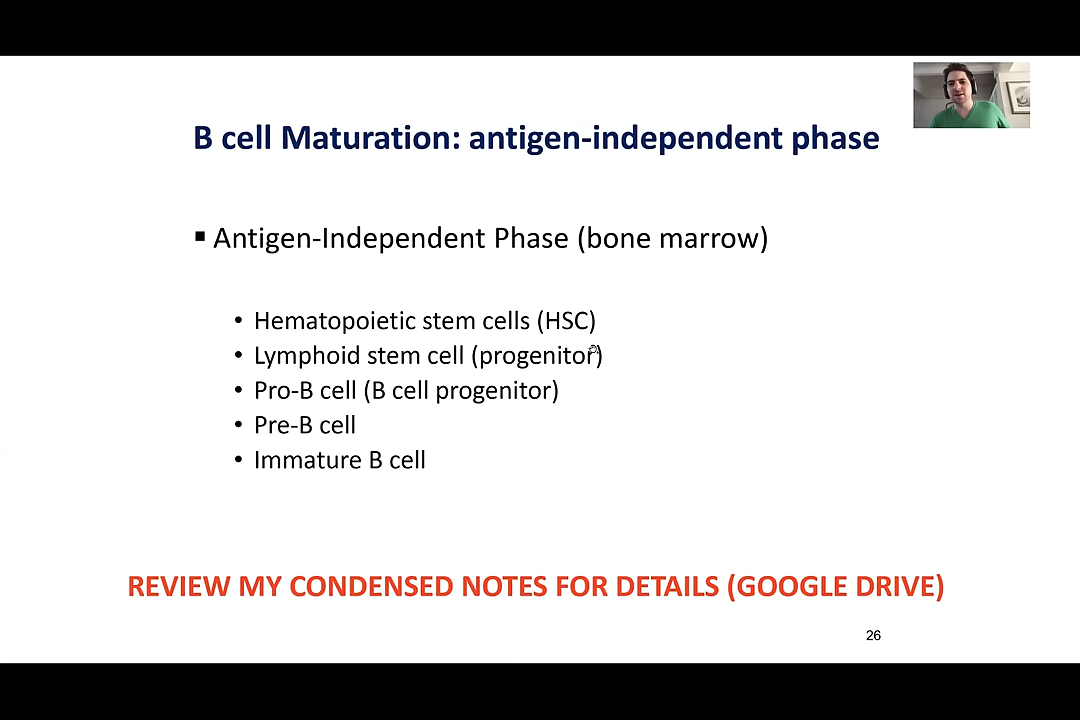 B cell Maturation: antigen-independent phase
▪ Antigen-Independent Phase (bone marrow)
• Hematopoietic stem cells (HSC)
• Lymphoid stem cell (progenitor)
• Pro-B cell (B cell progenitor)
• Pre-B cell
• Immature B cell
REVIEW MY CONDENSED NOTES FOR DETAILS (GOOGLE DRIVE)
26